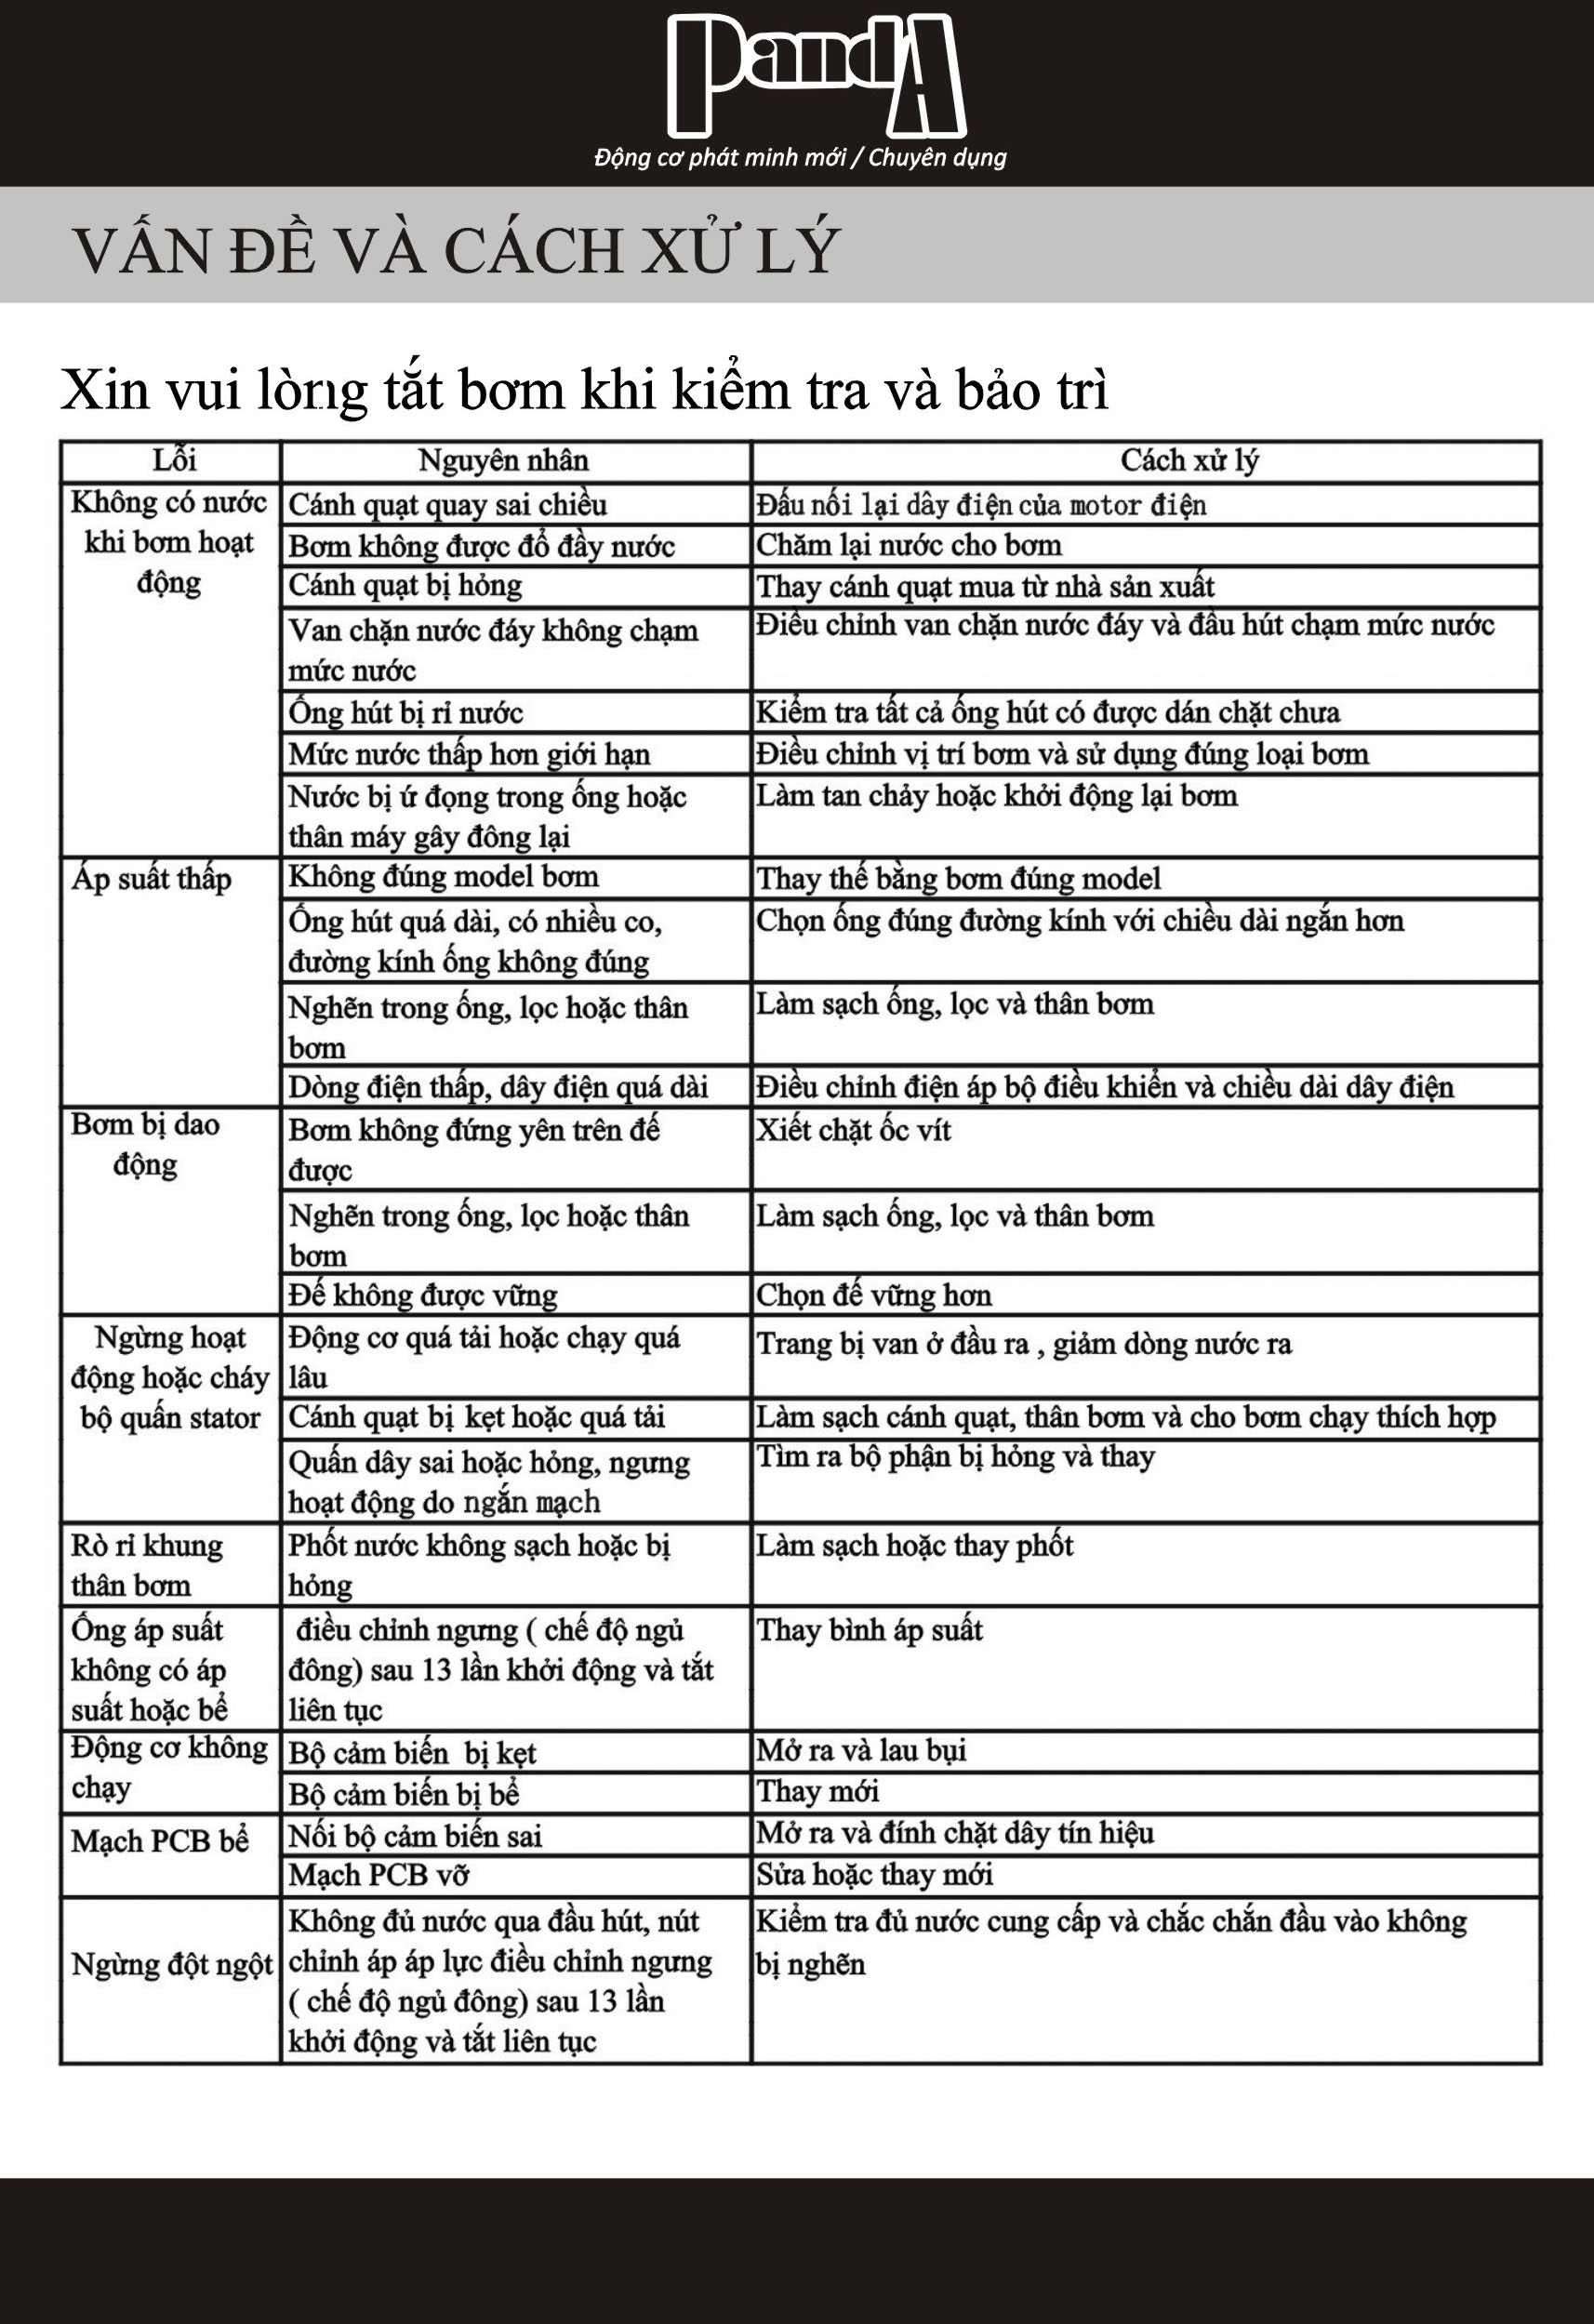 PandA
Động cơ phát minh mới / Chuyên dụng
VẤN ĐỀ VÀ CÁCH XỬ LÝ
Xin vui lòng tắt bơm khi kiểm tra và bảo trì
Lỗi
Nguyên nhân
Cách xử lý
Không có nước
khi bơm hoạt
động
Cánh quạt quay sai chiều
Đấu nối lại dây điện của motor điện
Bơm không được đổ đầy nước
Chăm lại nước cho bơm
Cánh quạt bị hỏng
Thay cánh quạt mua từ nhà sản xuất
Van chặn nước đáy không chạm
mức nước
Điều chỉnh van chặn nước đáy và đầu hút chạm mức nước
Ống hút bị rỉ nước
Kiểm tra tất cả ống hút có được dán chặt chưa
Mức nước thấp hơn giới hạn
Điều chỉnh vị trí bơm và sử dụng đúng loại bơm
Nước bị ứ đọng trong ống hoặc
thân máy gây đông lại
Làm tan chảy hoặc khởi động lại bơm
Áp suất thấp
Không đúng model bơm
Thay thế bằng bơm đúng model
Ống hút quá dài, có nhiều co,
đường kính ống không đúng
Chọn ống đúng đường kính với chiều dài ngắn hơn
Nghẽn trong ống, lọc hoặc thân
bơm
Làm sạch ống, lọc và thân bơm
Dòng điện thấp, dây điện quá dài
Điều chỉnh điện áp bộ điều khiển và chiều dài dây điện
Bơm bị dao
động
Bơm không đứng yên trên đế
được
Xiết chặt ốc vít
Nghẽn trong ống, lọc hoặc thân
bơm
Làm sạch ống, lọc và thân bơm
Đế không được vững
Chọn đế vững hơn
Ngừng hoạt
động hoặc cháy
bộ quấn stator
Động cơ quá tải hoặc chạy quá
lâu
Trang bị van ở đầu ra , giảm dòng nước ra
Cánh quạt bị kẹt hoặc quá tải
Làm sạch cánh quạt, thân bơm và cho bơm chạy thích hợp
Quấn dây sai hoặc hỏng, ngưng
hoạt động do ngắn mạch
Tìm ra bộ phận bị hỏng và thay
Rò rỉ khung
thân bơm
Phốt nước không sạch hoặc bị
hỏng
Làm sạch hoặc thay phốt
Ống áp suất
không có áp
suất hoặc bể
điều chỉnh ngưng ( chế độ ngủ
đông) sau 13 lần khởi động và tắt
liên tục
Thay bình áp suất
Động cơ không
chạy
Bộ cảm biến bị kẹt
Mở ra và lau bụi
Bộ cảm biến bị bể
Thay mới
Mạch PCB bể
Nối bộ cảm biến sai
Mở ra và đính chặt dây tín hiệu
Mạch PCB vỡ
Sửa hoặc thay mới
Ngừng đột ngột
Không đủ nước qua đầu hút, nút
chỉnh áp áp lực điều chỉnh ngưng
( chế độ ngủ đông) sau 13 lần
khởi động và tắt liên tục
Kiểm tra đủ nước cung cấp và chắc chắn đầu vào không
bị nghẽn